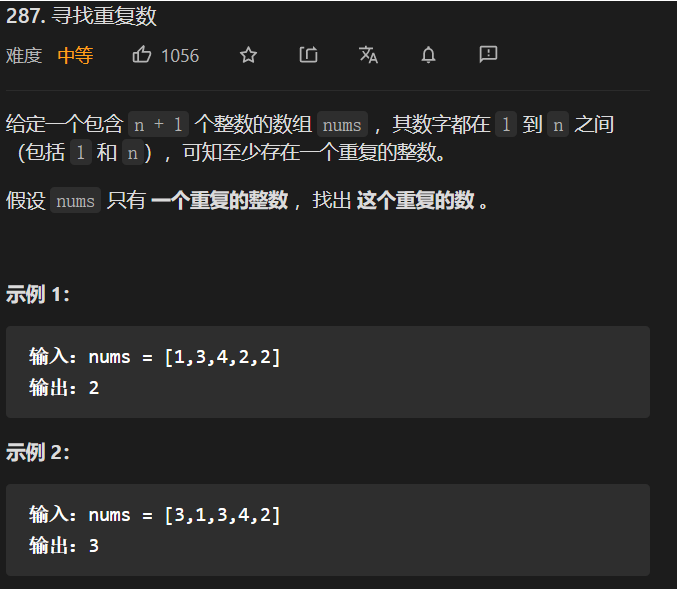 287. 寻找重复数
难度 中等 1056
给定一个包含 n + 1 个整数的数组 nums ，其数字都在 1 到 n 之间
（包括 1 和 n），可知至少存在一个重复的整数。
假设 nums 只有 一个重复的整数 ，找出 这个重复的数 。
示例 1：
输入：nums = [1,3,4,2,2]
输出：2
示例 2：
输入：nums = [3,1,3,4,2]
输出：3